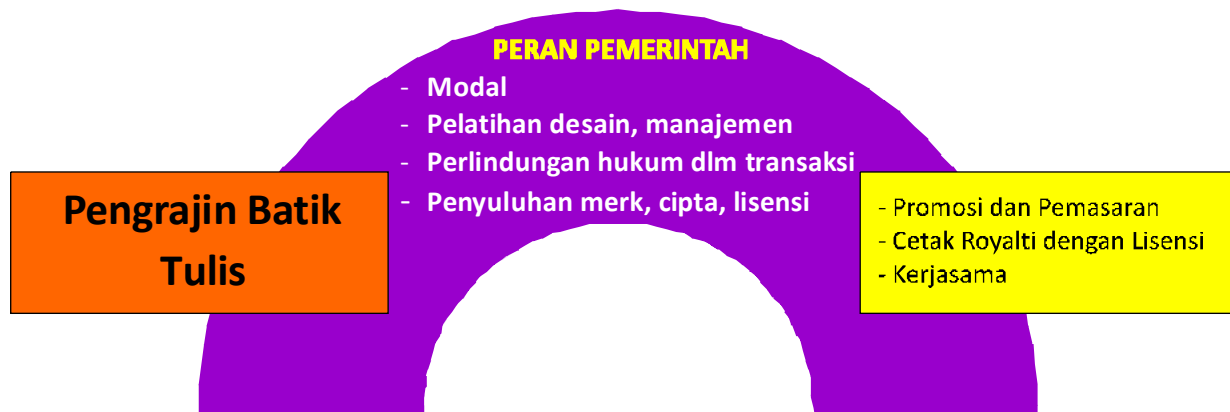 PERAN PEMERINTAH
- Modal
- Pelatihan desain, manajemen
- Perlindungan hukum dlm transaksi
- Penyuluhan merk, cipta, lisensi
Pengrajin Batik
Tulis
- Promosi dan Pemasaran
- Cetak Royalti dengan Lisensi
- Kerjasama